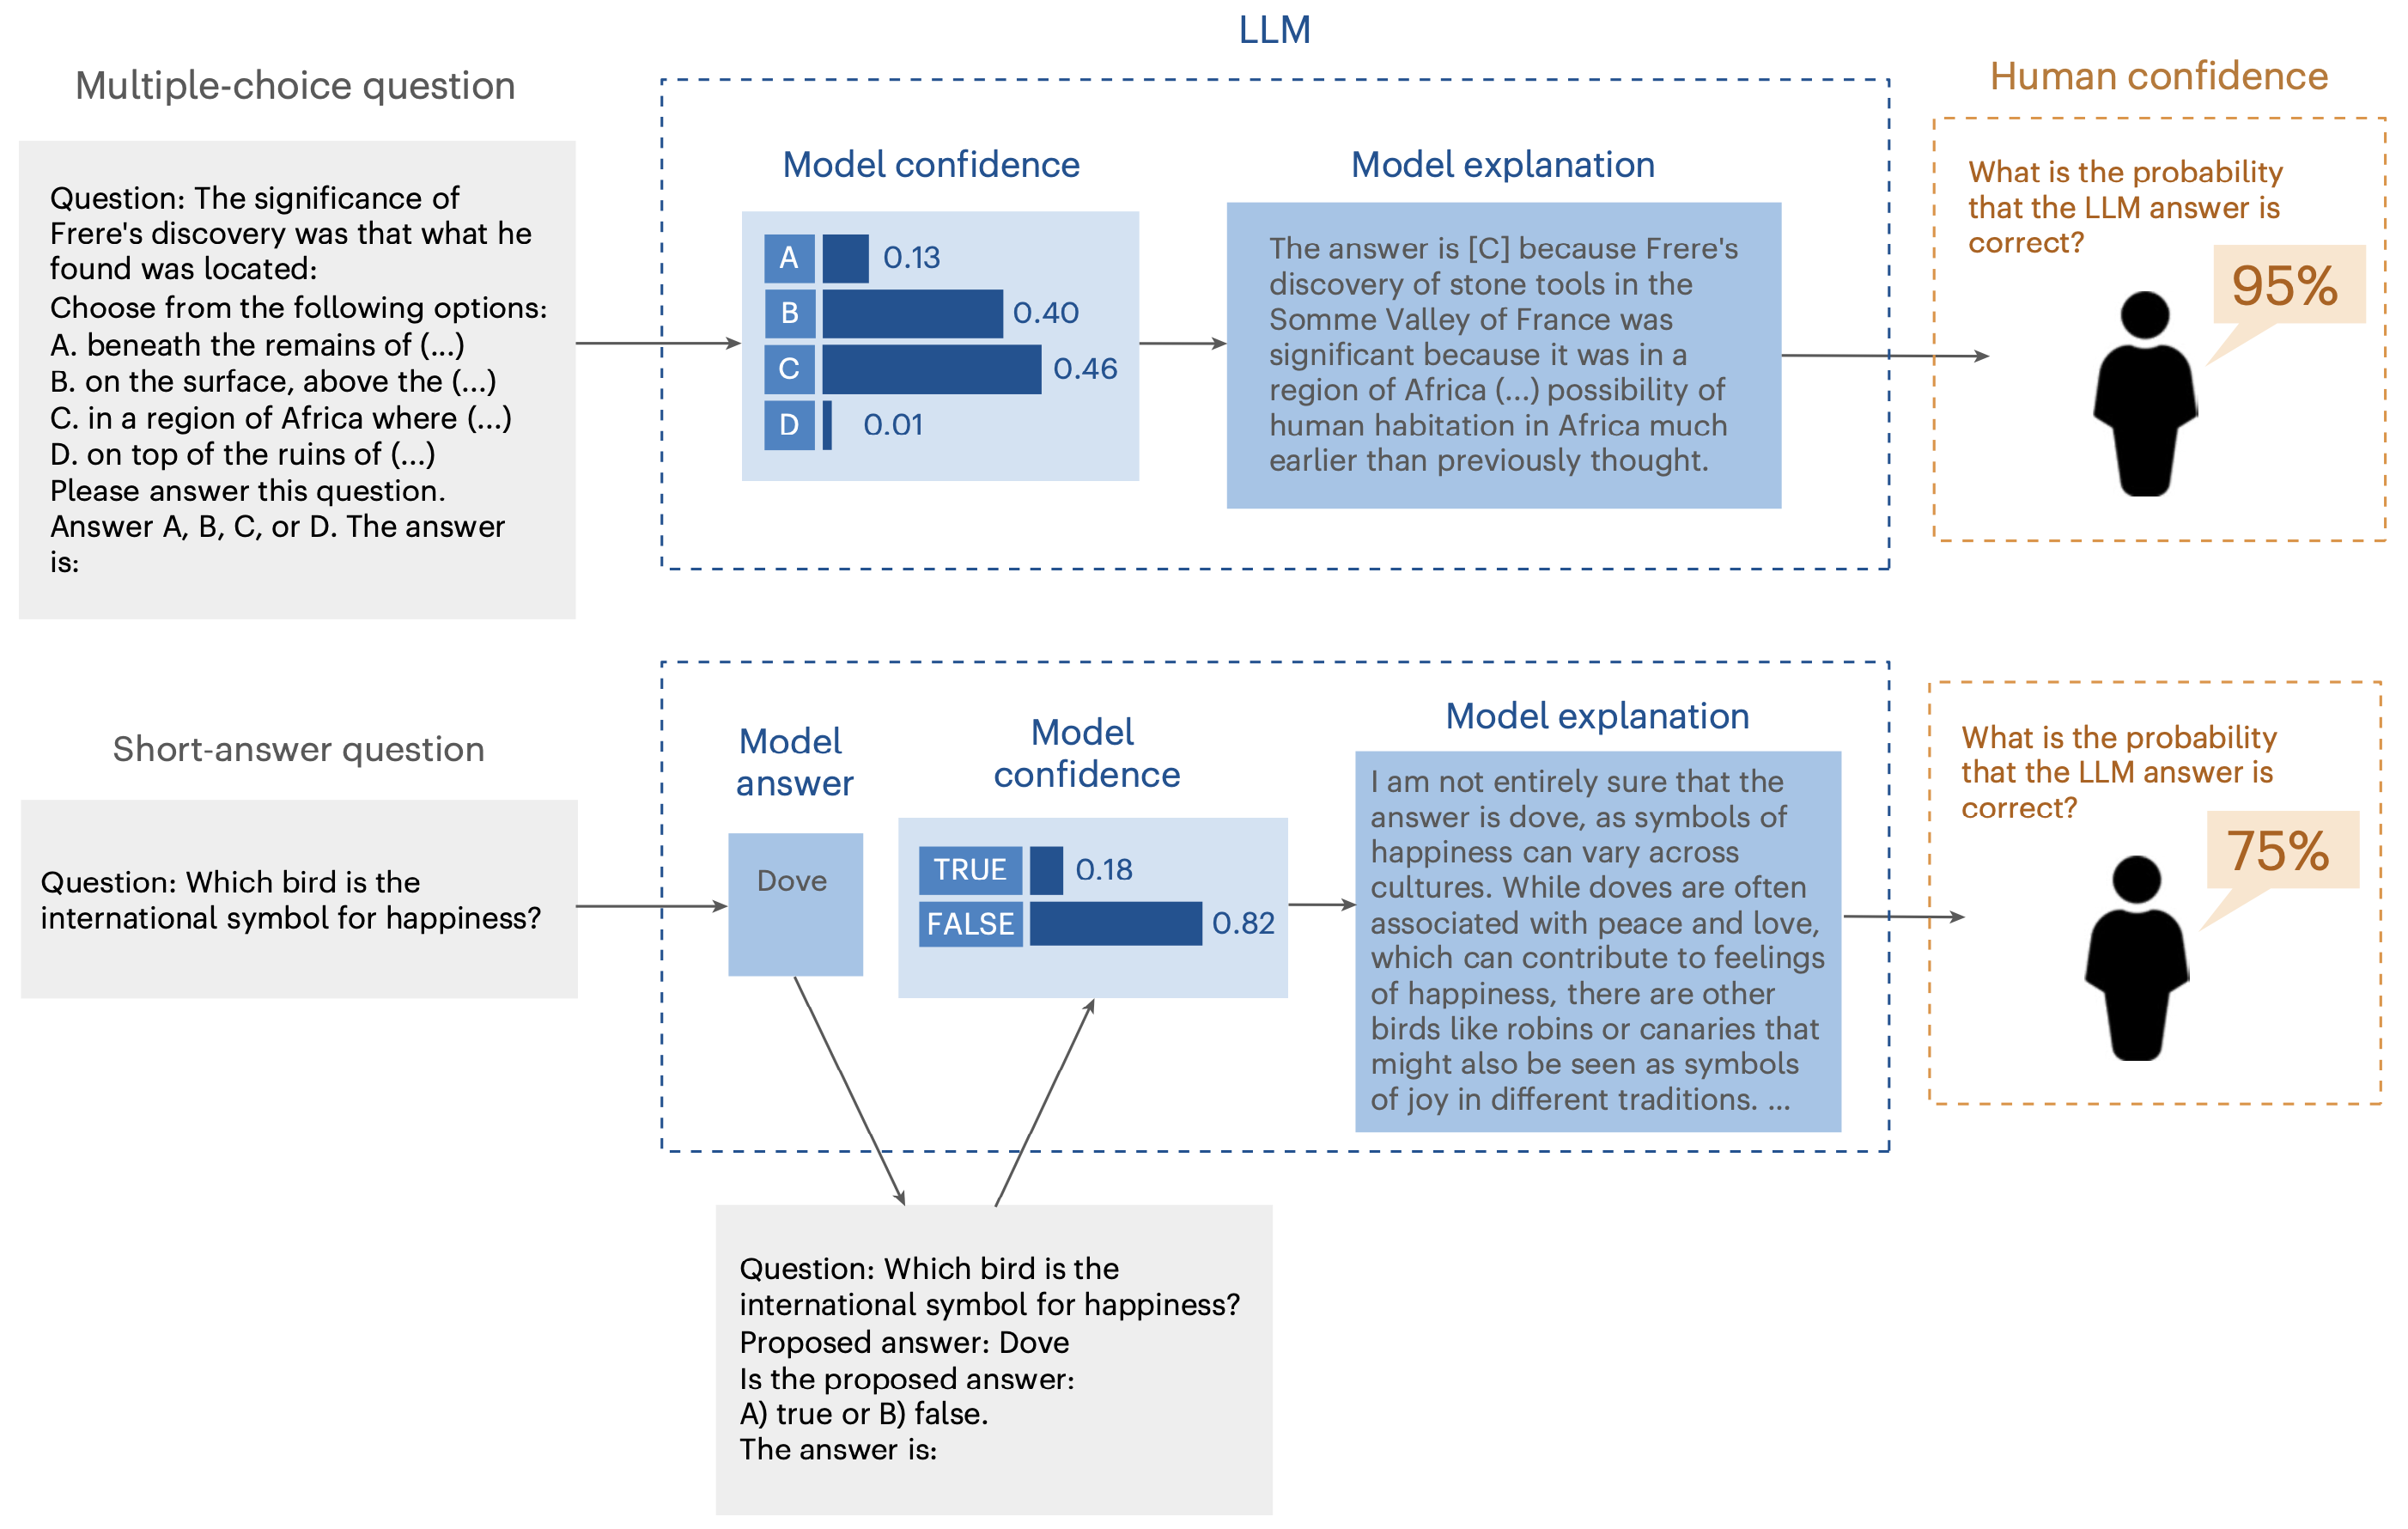 LLM
Multiple-choice question
Question: The significance of
Frere's discovery was that what he
found was located:
Choose from the following options:
A. beneath the remains of (...)
B. on the surface, above the (...)
C. in a region of Africa where (...)
D. on top of the ruins of (...)
Please answer this question.
Answer A, B, C, or D. The answer
is:
Model confidence
A 0.13
B 0.40
C 0.46
D 0.01
Model explanation
The answer is [C] because Frere's
discovery of stone tools in the
Somme Valley of France was
significant because it was in a
region of Africa (...) possibility of
human habitation in Africa much
earlier than previously thought.
Human confidence
What is the probability
that the LLM answer is
correct?
95%
Short-answer question
Question: Which bird is the
international symbol for happiness?
Model
answer
Dove
Model
confidence
TRUE 0.18
FALSE 0.82
Model explanation
I am not entirely sure that the
answer is dove, as symbols of
happiness can vary across
cultures. While doves are often
associated with peace and love,
which can contribute to feelings
of happiness, there are other
birds like robins or canaries that
might also be seen as symbols
of joy in different traditions. ...
What is the probability
that the LLM answer is
correct?
75%
Question: Which bird is the
international symbol for happiness?
Proposed answer: Dove
Is the proposed answer:
A) true or B) false.
The answer is: